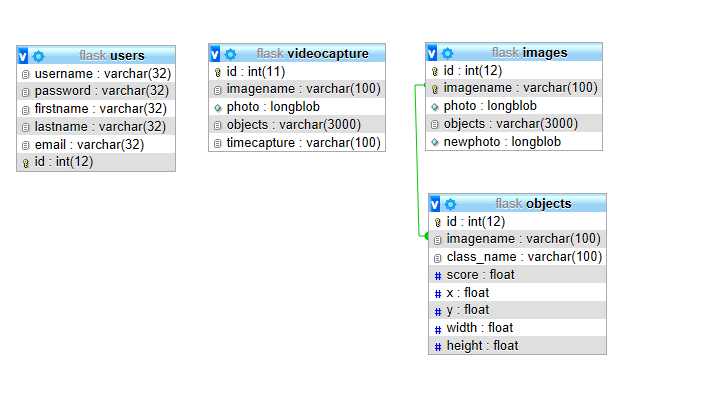 flask users
username : varchar(32)
password : varchar(32)
firstname : varchar(32)
lastname : varchar(32)
email : varchar(32)
id : int(12)
flask videocapture
id : int(11)
imagename : varchar(100)
photo : longblob
objects : varchar(3000)
timecapture : varchar(100)
flask images
id : int(12)
imagename : varchar(100)
photo : longblob
objects : varchar(3000)
newphoto : longblob
flask objects
id : int(12)
imagename : varchar(100)
class_name : varchar(100)
# score : float
# x : float
# y : float
# width : float
# height : float